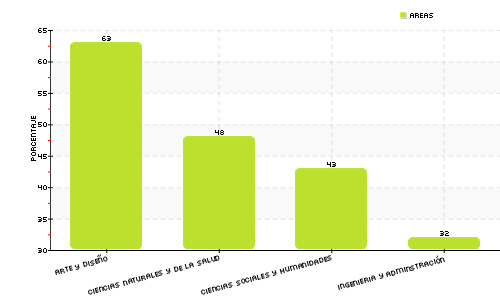 AREAS
65
63
60
55
50
48
45
43
40
35
32
30
PORCENTAJE
ARTE Y DISEÑO
CIENCIAS NATURALES Y DE LA SALUD
CIENCIAS SOCIALES Y HUMANIDADES
INGENIERIA Y ADMINSTRACIÓN